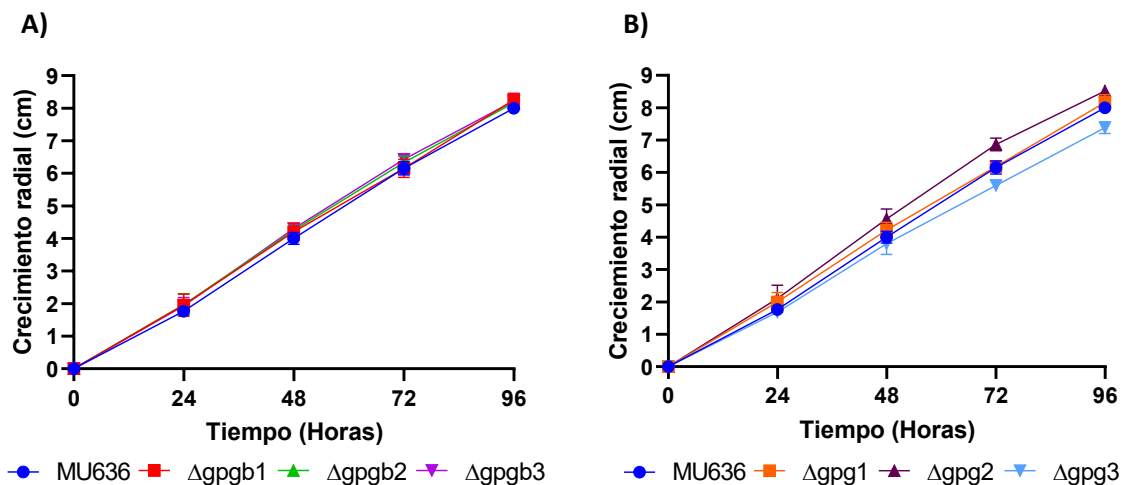 A)
Crecimiento radial (cm)
9
8
7
6
5
4
3
2
1
0
0 24 48 72 96
Tiempo (Horas)
MU636 Δgpgb1 Δgpgb2 Δgpgb3
B)
Creciemiento radial (cm)
9
8
7
6
5
4
3
2
1
0
0 24 48 72 96
Tiempo (Horas)
MU636 Δgpg1 Δgpg2 Δgpg3